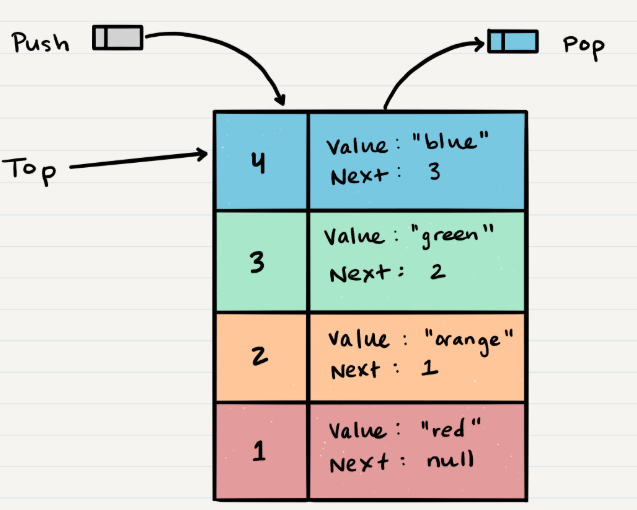 Push
Pop
Top
4
Value : "blue"
Next : 3
3
Value : "green"
Next : 2
2
Value : "orange"
Next : 1
1
Value : "red"
Next : null